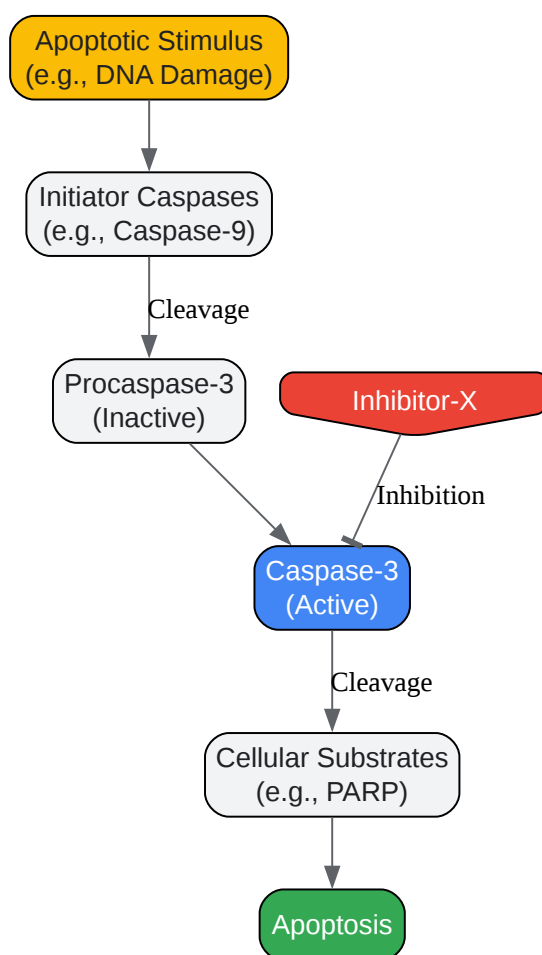 Apoptotic Stimulus
(e.g., DNA Damage)
Initiator Caspases
(e.g., Caspase-9)
Cleavage
Procaspase-3
(Inactive)
Inhibitor-X
Inhibition
Caspase-3
(Active)
Cleavage
Cellular Substrates
(e.g., PARP)
Apoptosis